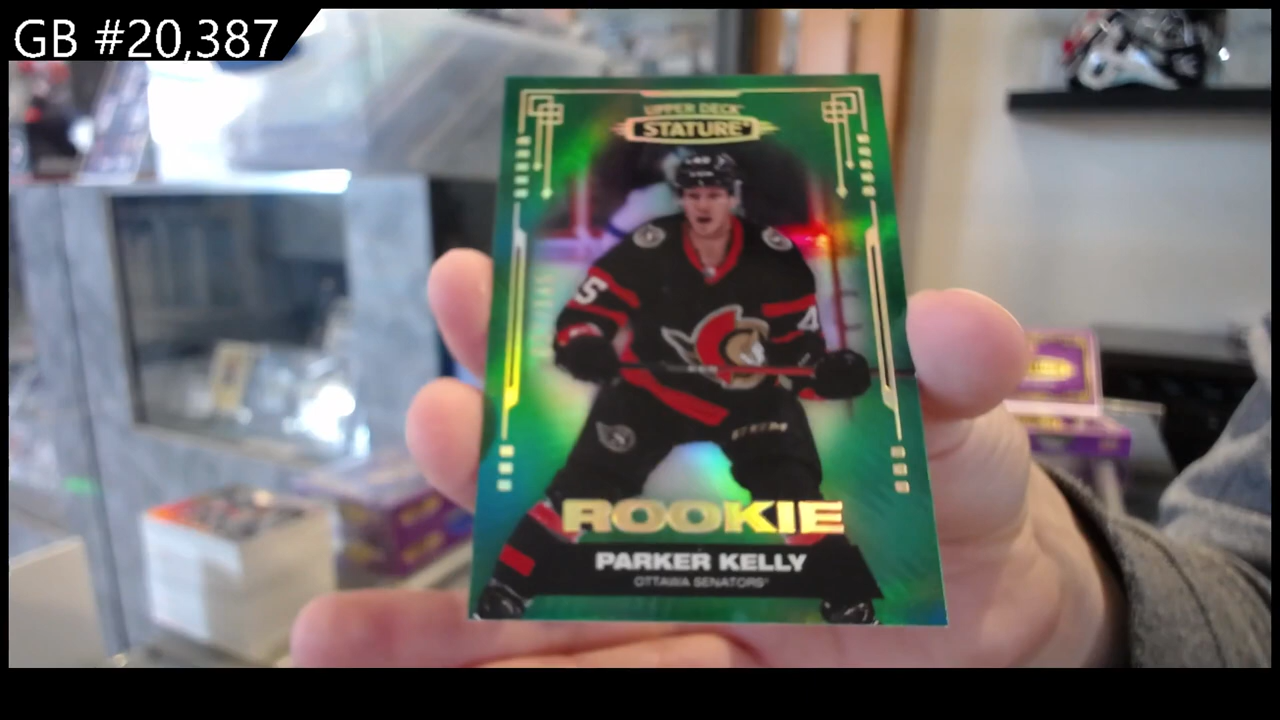 GB #20,387
UPPER DECK
STATURE
ROOKIE
PARKER KELLY
OTTAWA SENATORS